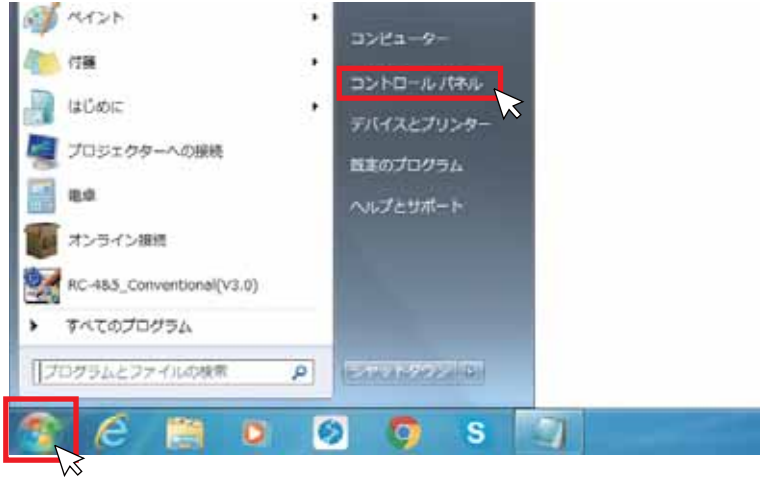 ペイント
付箋
はじめに
プロジェクターへの接続
電卓
オンライン接続
RC-4&5_Conventional(V3.0)
すべてのプログラム
プログラムとファイルの検索
コンピューター
コントロール パネル
デバイスとプリンター
既定のプログラム
ヘルプとサポート
シャットダウン
S